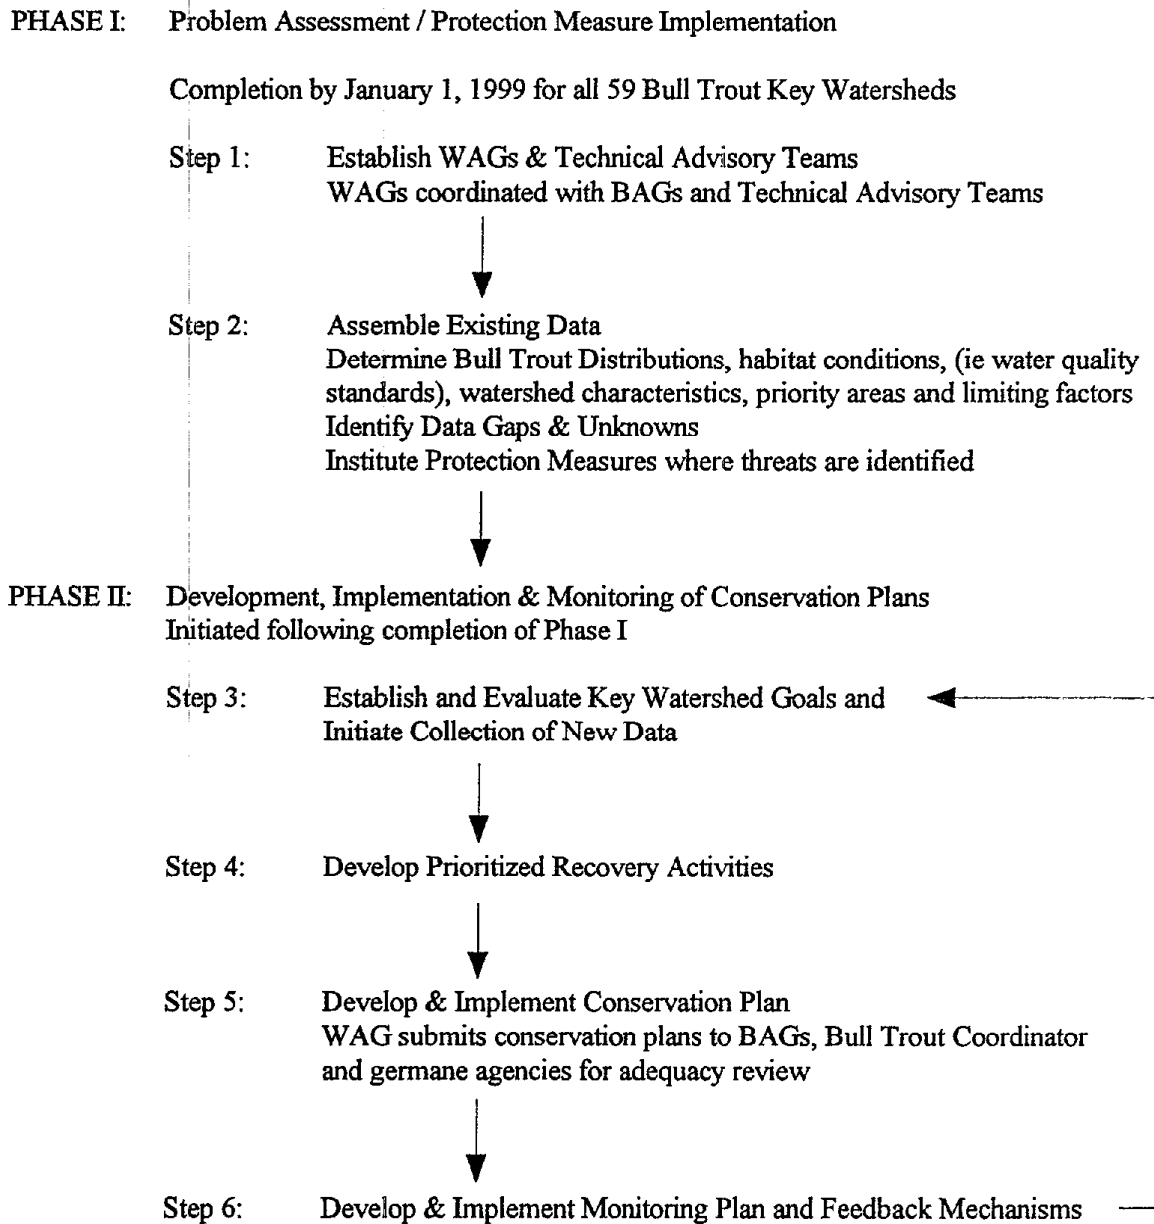 PHASE I: Problem Assessment / Protection Measure Implementation
Completion by January 1, 1999 for all 59 Bull Trout Key Watersheds
Step 1: Establish WAGs & Technical Advisory Teams
WAGs coordinated with BAGs and Technical Advisory Teams
Step 2: Assemble Existing Data
Determine Bull Trout Distributions, habitat conditions, (ie water quality
standards), watershed characteristics, priority areas and limiting factors
Identify Data Gaps & Unknowns
Institute Protection Measures where threats are identified
PHASE II: Development, Implementation & Monitoring of Conservation Plans
Initiated following completion of Phase I
Step 3: Establish and Evaluate Key Watershed Goals and
Initiate Collection of New Data
Step 4: Develop Prioritized Recovery Activities
Step 5: Develop & Implement Conservation Plan
WAG submits conservation plans to BAGs, Bull Trout Coordinator
and germane agencies for adequacy review
Step 6: Develop & Implement Monitoring Plan and Feedback Mechanisms